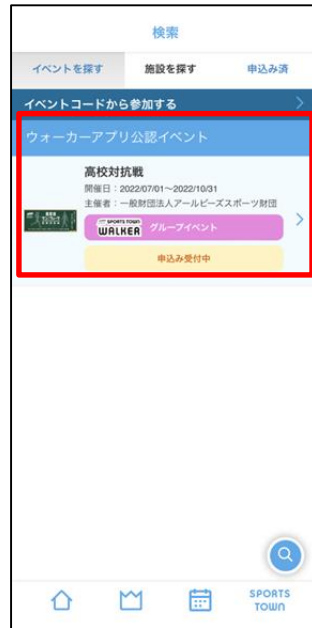 検索
イベントを探す 施設を探す 申込み済
イベントコードから参加する
ウォーカーアプリ公認イベント
高校対抗戦
開催日：2022/07/01～2022/10/31
主催者：一般財団法人アールビーズスポーツ財団
SPORTS TOWN
WALKER グループイベント
申込み受付中
SPORTS
TOWN